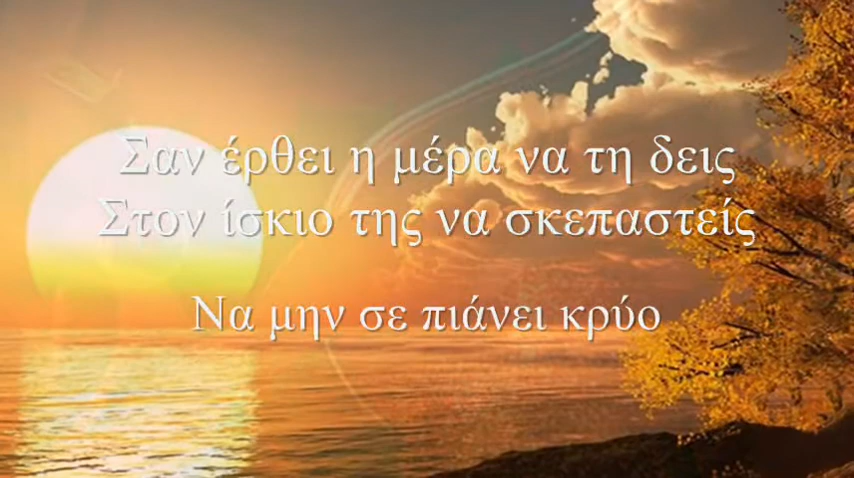 Σαν έρθει η μέρα να τη δεις
Στον ίσκιο της να σκεπαστείς
Να μην σε πιάνει κρύο